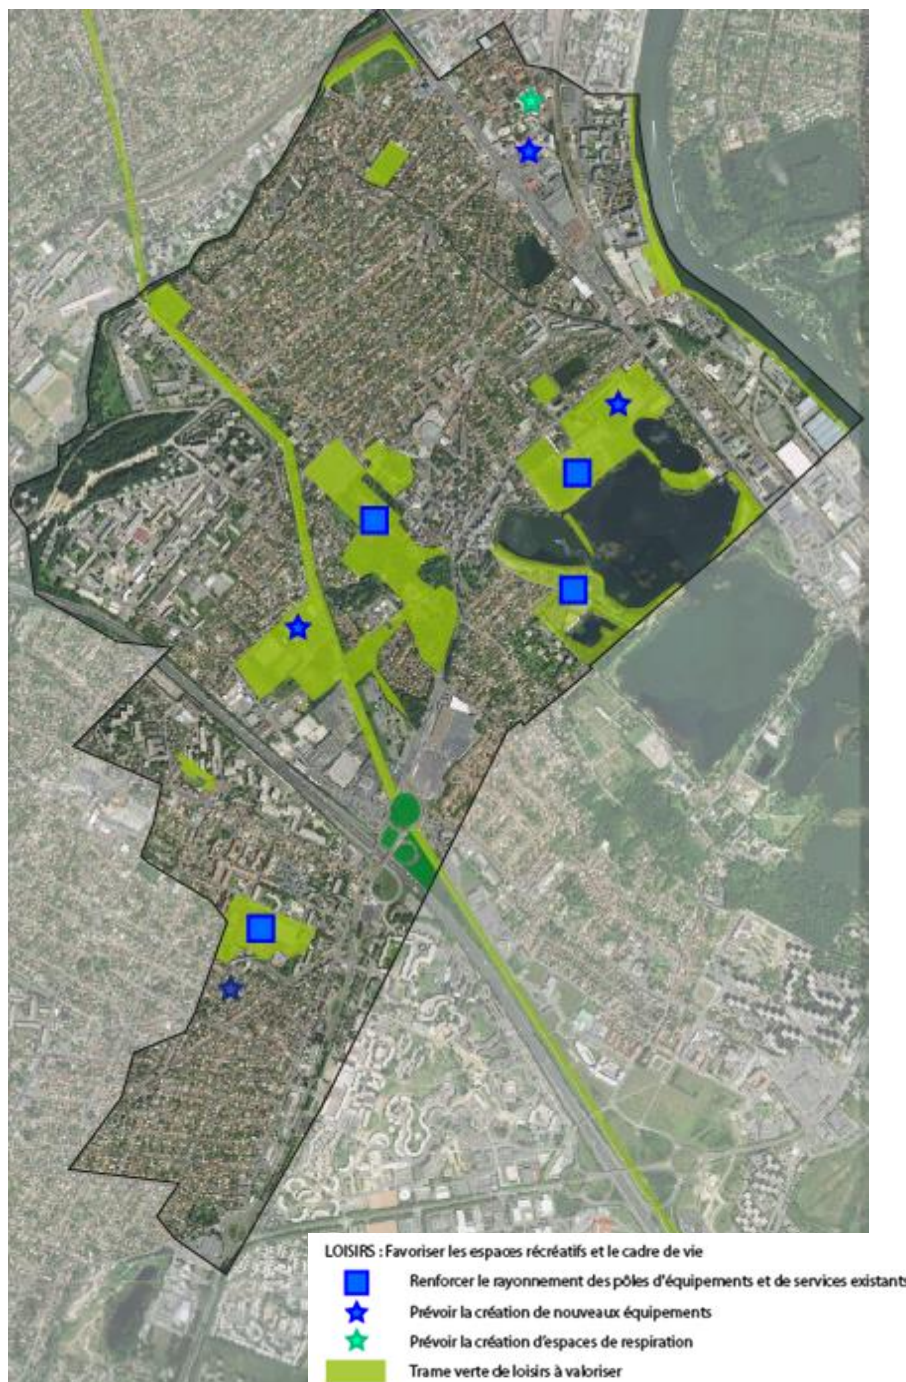 LOISIRS : Favoriser les espaces récréatifs et le cadre de vie
Renforcer le rayonnement des pôles d'équipements et de services existants
Prévoir la création de nouveaux équipements
Prévoir la création d'espaces de respiration
Trame verte de loisirs à valoriser